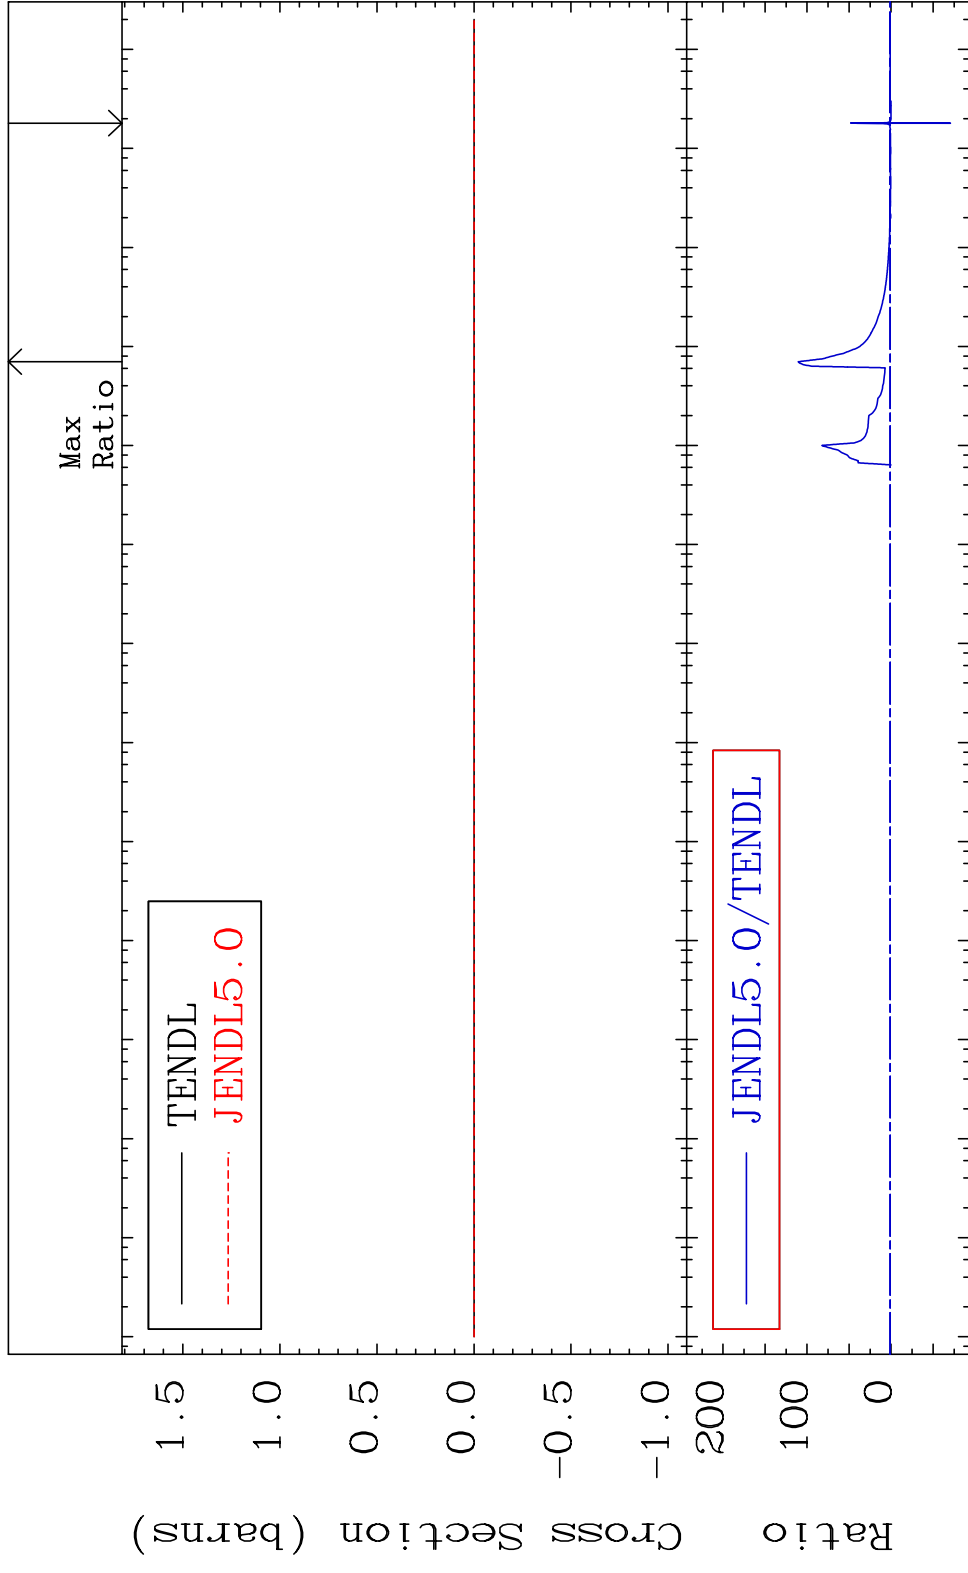 Max
Ratio
TENDL
JENDL5.0
1.5
1.0
0.5
0.0
-0.5
-1.0
Cross Section (barns)
JENDL5.0/TENDL
200
100
0
Ratio